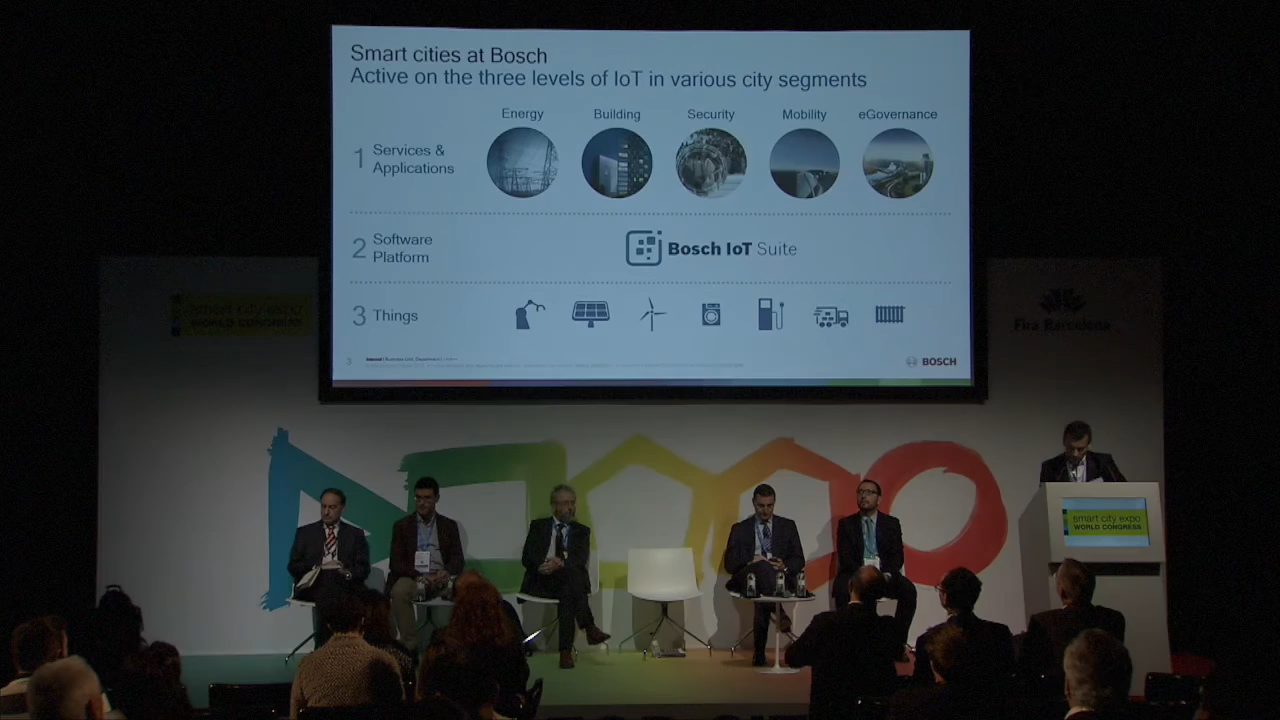 Smart cities at Bosch
Active on the three levels of IoT in various city segments
Energy Building Security Mobility eGovernance
1 Services &
Applications
2 Software
Platform
Bosch IoT Suite
3 Things
3
BOSCH
smart city expo
WORLD CONGRESS
Fira Barcelona
smart city expo
WORLD CONGRESS